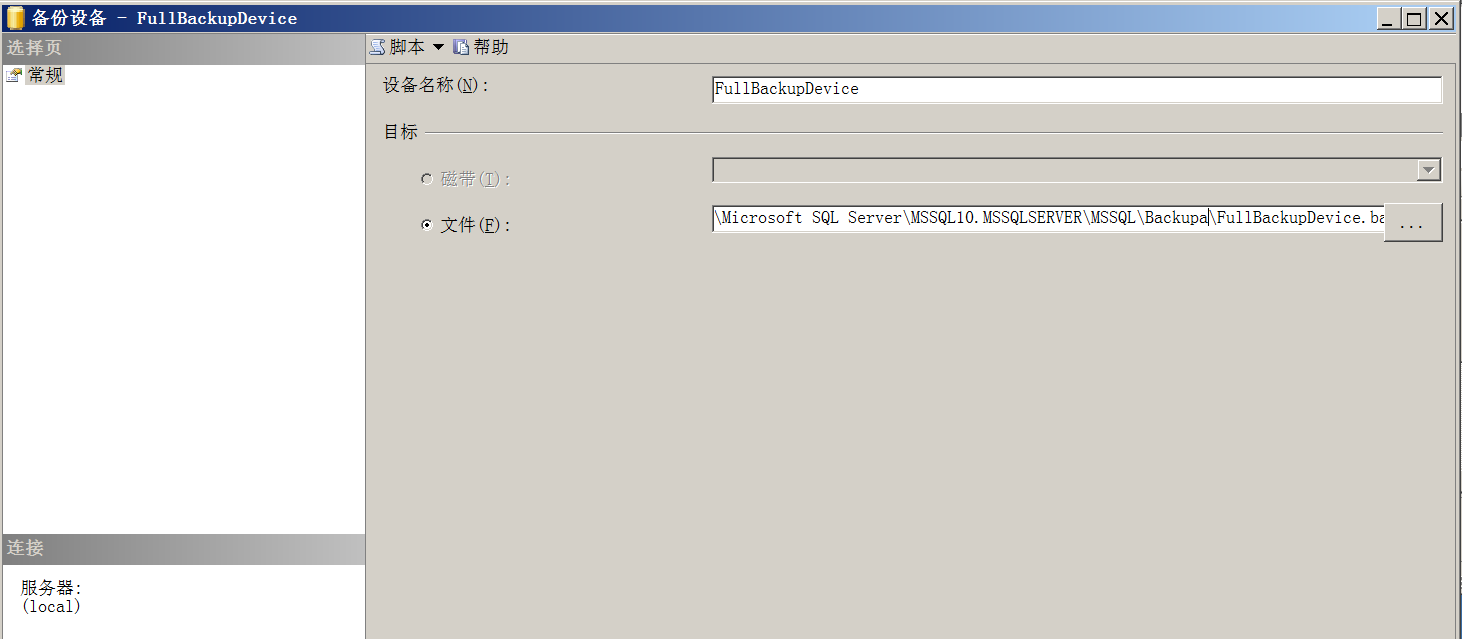 备份设备 - FullBackupDevice
选择页
常规
脚本 帮助
设备名称(N):
FullBackupDevice
目标
磁带(T):
文件(F):
\Microsoft SQL Server\MSSQL10.MSSQLSERVER\MSSQL\Backupa\FullBackupDevice.ba
...
连接
服务器:
(local)